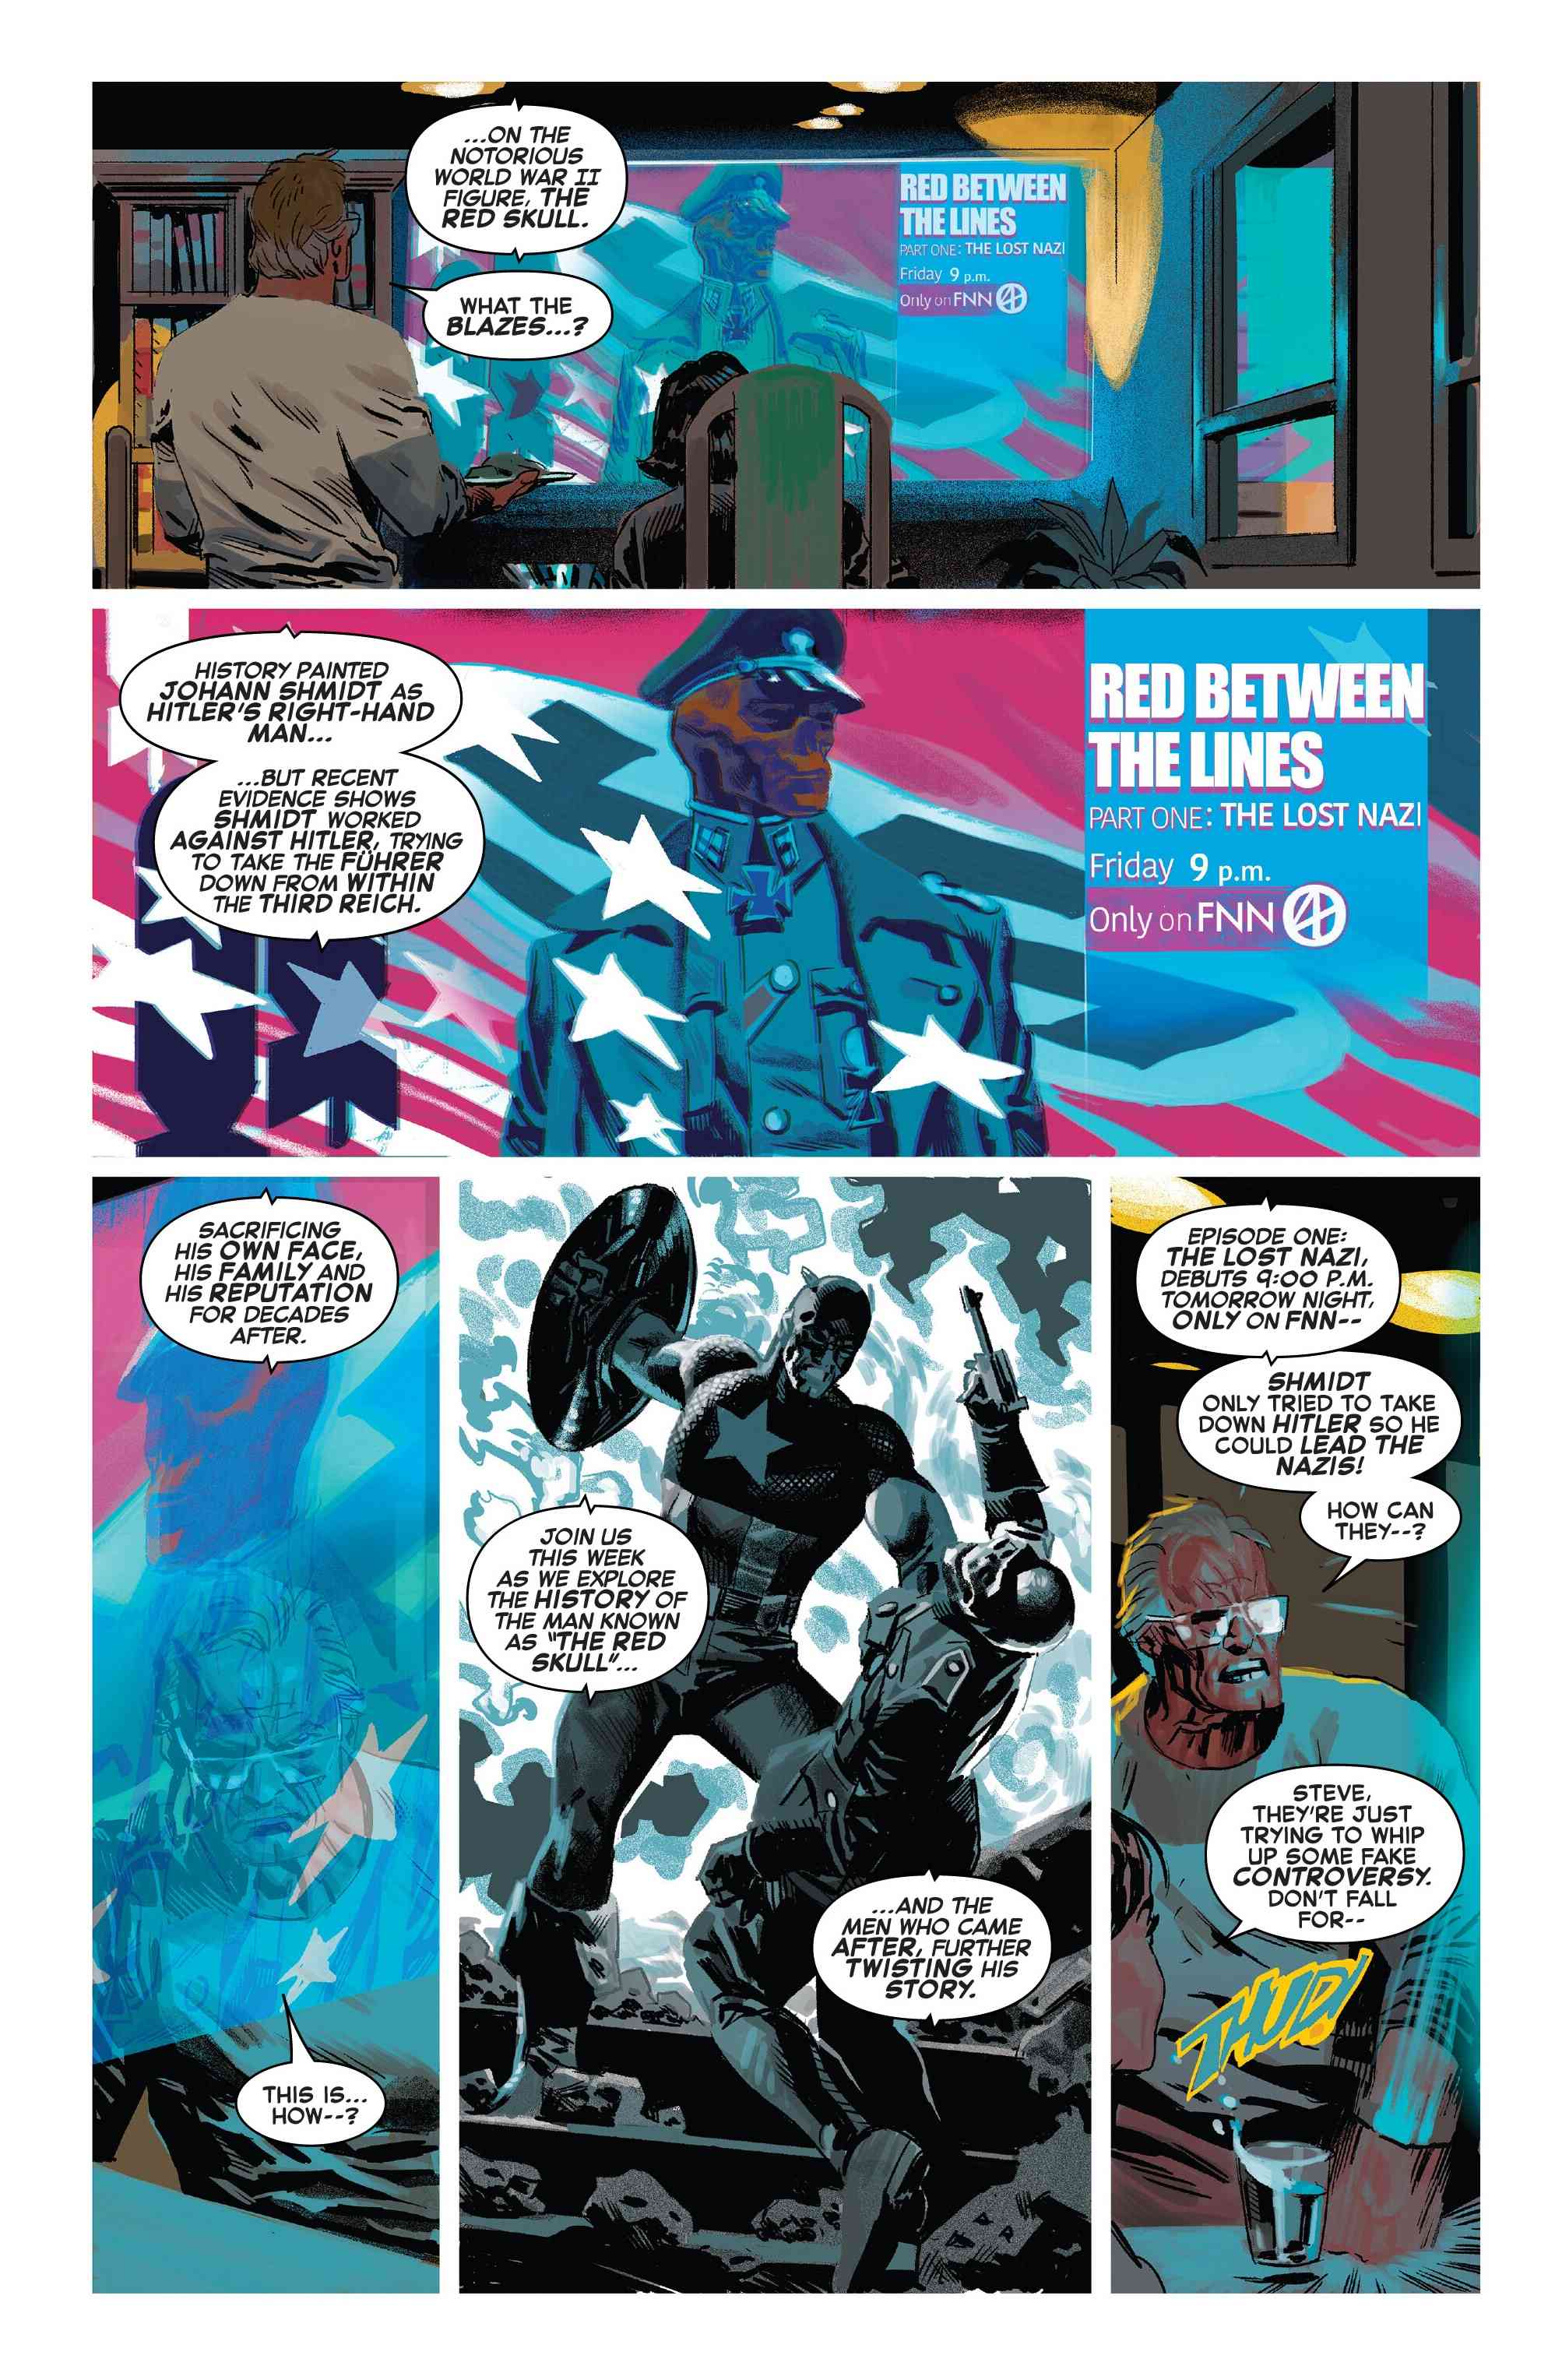 ...ON THE
NOTORIOUS
WORLD WAR II
FIGURE, THE
RED SKULL.
WHAT THE
BLAZES...?
RED BETWEEN
THE LINES
PART ONE: THE LOST NAZI
Friday 9 p.m.
Only on FNN
HISTORY PAINTED
JOHANN SHMIDT AS
HITLER'S RIGHT-HAND
MAN...
...BUT RECENT
EVIDENCE SHOWS
SHMIDT WORKED
AGAINST HITLER, TRYING
TO TAKE THE FÜHRER
DOWN FROM WITHIN
THE THIRD REICH.
RED BETWEEN
THE LINES
PART ONE: THE LOST NAZI
Friday 9 p.m.
Only on FNN
SACRIFICING
HIS OWN FACE,
HIS FAMILY AND
HIS REPUTATION
FOR DECADES
AFTER.
THIS IS...
HOW--?
JOIN US
THIS WEEK
AS WE EXPLORE
THE HISTORY OF
THE MAN KNOWN
AS "THE RED
SKULL"...
...AND THE
MEN WHO CAME
AFTER, FURTHER
TWISTING HIS
STORY.
EPISODE ONE:
THE LOST NAZI,
DEBUTS 9:00 P.M.
TOMORROW NIGHT,
ONLY ON FNN--
SHMIDT
ONLY TRIED TO TAKE
DOWN HITLER SO HE
COULD LEAD THE
NAZIS!
HOW CAN
THEY--?
STEVE,
THEY'RE JUST
TRYING TO WHIP
UP SOME FAKE
CONTROVERSY.
DON'T FALL
FOR--
THUD!